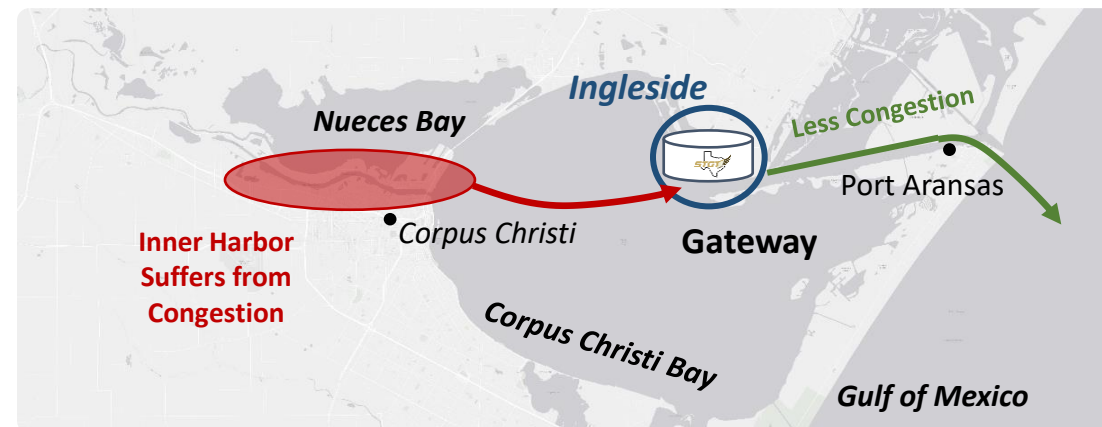 Ingleside
Nueces Bay
Less Congestion
Port Aransas
Corpus Christi
Gateway
Inner Harbor
Suffers from
Congestion
Corpus Christi Bay
Gulf of Mexico